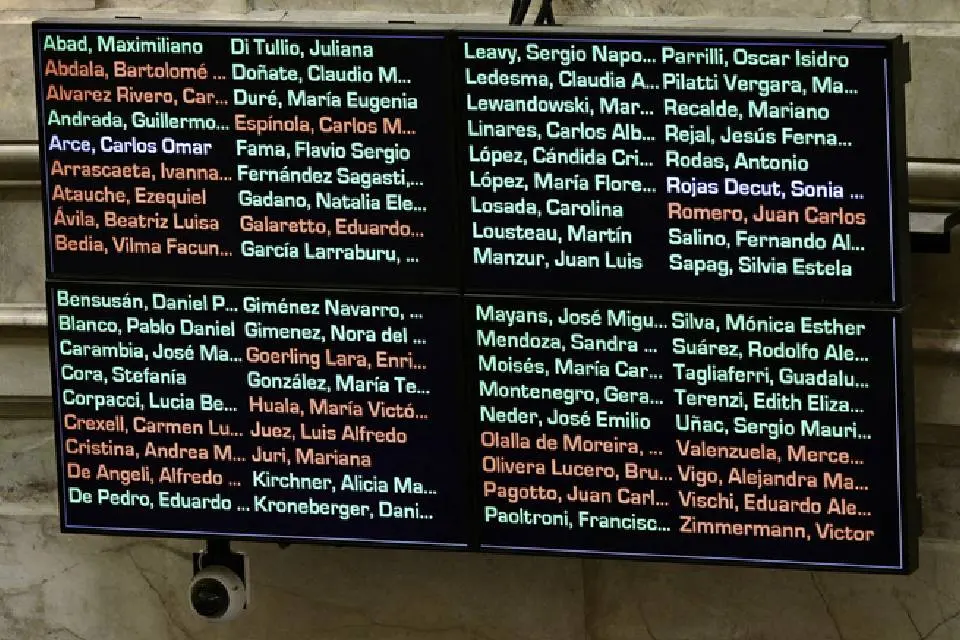 Abad, Maximiliano
Abdala, Bartolomé ...
Alvarez Rivero, Car...
Andrada, Guillermo...
Arce, Carlos Omar
Arrascaeta, Ivanna...
Atauche, Ezequiel
Ávila, Beatriz Luisa
Bedia, Vilma Facun...
Bensusán, Daniel P...
Blanco, Pablo Daniel
Carambia, José Ma...
Cora, Stefanía
Corpacci, Lucia Be...
Crexell, Carmen Lu...
Cristina, Andrea M...
De Angeli, Alfredo ...
De Pedro, Eduardo ...
Di Tullio, Juliana
Doñate, Claudio M...
Duré, María Eugenia
Espínola, Carlos M...
Fama, Flavio Sergio
Fernández Sagasti,...
Gadano, Natalia Ele...
Galaretto, Eduardo...
García Larraburu, ...
Giménez Navarro, ...
Gimenez, Nora del ...
Goerling Lara, Enri...
González, María Te...
Huala, María Victó...
Juez, Luis Alfredo
Juri, Mariana
Kirchner, Alicia Ma...
Kroneberger, Dani...
Leavy, Sergio Napo...
Ledesma, Claudia A...
Lewandowski, Mar...
Linares, Carlos Alb...
López, Cándida Cri...
López, María Flore...
Losada, Carolina
Lousteau, Martín
Manzur, Juan Luis
Mayans, José Migu...
Mendoza, Sandra ...
Moisés, María Car...
Montenegro, Gera...
Neder, José Emilio
Olalla de Moreira, ...
Olivera Lucero, Bru...
Pagotto, Juan Carl...
Paoltroni, Francisc...
Parrilli, Oscar Isidro
Pilatti Vergara, Ma...
Recalde, Mariano
Rejal, Jesús Ferna...
Rodas, Antonio
Rojas Decut, Sonia ...
Romero, Juan Carlos
Salino, Fernando Al...
Sapag, Silvia Estela
Silva, Mónica Esther
Suárez, Rodolfo Ale...
Tagliaferri, Guadalu...
Terenzi, Edith Eliza...
Uñac, Sergio Mauri...
Valenzuela, Merce...
Vigo, Alejandra Ma...
Vischi, Eduardo Ale...
Zimmermann, Victor